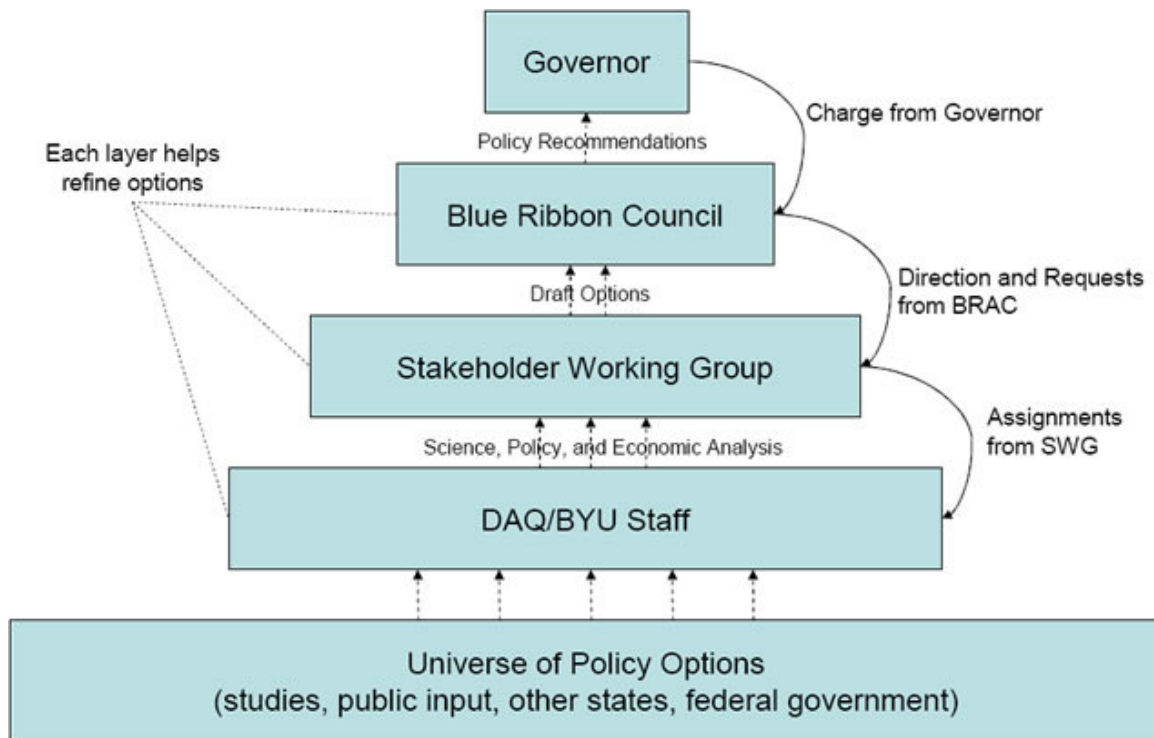 Governor
Charge from Governor
Policy Recommendations
Each layer helps
refine options
Blue Ribbon Council
Direction and Requests
from BRAC
Draft Options
Stakeholder Working Group
Assignments
from SWG
Science, Policy, and Economic Analysis
DAQ/BYU Staff
Universe of Policy Options
(studies, public input, other states, federal government)